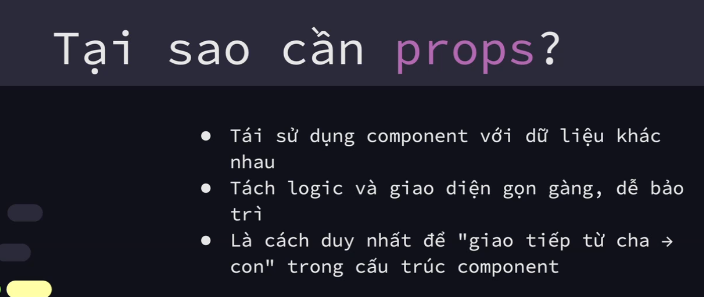 Tại sao cần props?
● Tái sử dụng component với dữ liệu khác
nhau
● Tách logic và giao diện gọn gàng, dễ bảo
trì
● Là cách duy nhất để "giao tiếp từ cha →
con" trong cấu trúc component